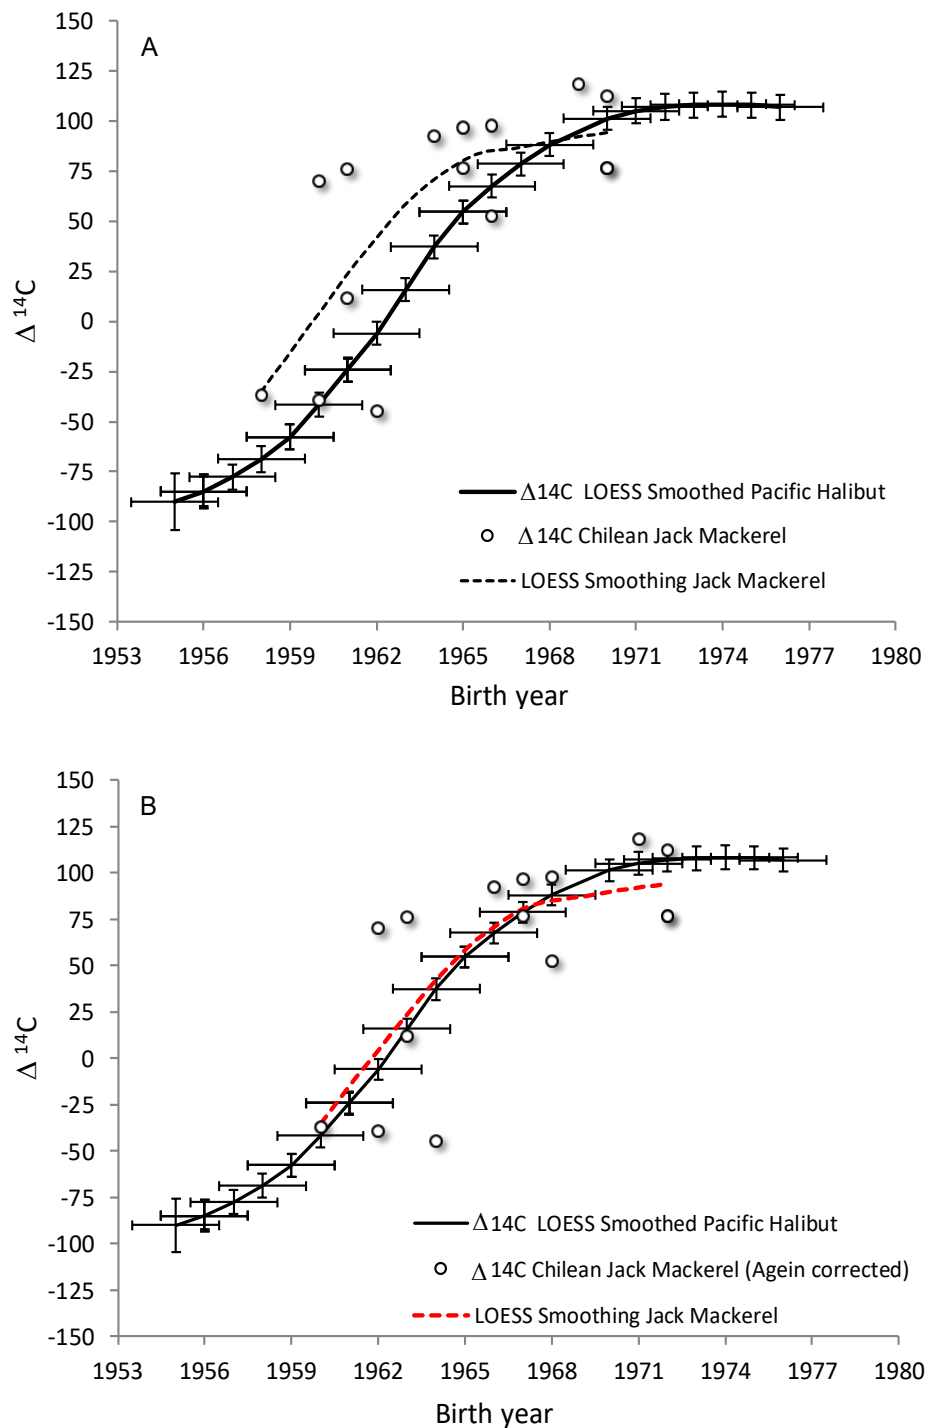 150
A
125
100
75
50
25
0
-25
-50
-75
-100
-125
-150
Δ ¹⁴C
Δ14C LOESS Smoothed Pacific Halibut
Δ 14C Chilean Jack Mackerel
LOESS Smoothing Jack Mackerel
1953 1956 1959 1962 1965 1968 1971 1974 1977 1980
Birth year
150
B
125
100
75
50
25
0
-25
-50
-75
-100
-125
-150
Δ ¹⁴C
Δ14C LOESS Smoothed Pacific Halibut
Δ 14C Chilean Jack Mackerel (Agein corrected)
LOESS Smoothing Jack Mackerel
1953 1956 1959 1962 1965 1968 1971 1974 1977 1980
Birth year